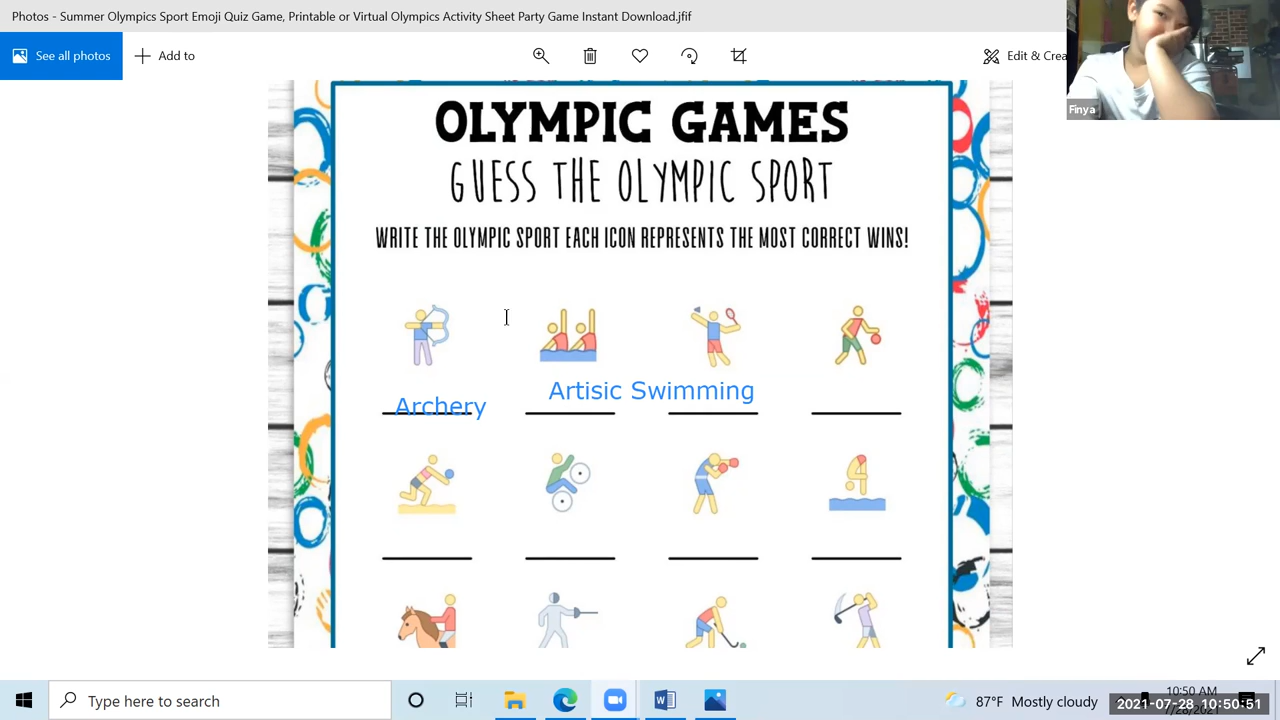 Photos - Summer Olympics Sport Emoji Quiz Game, Printable or Virtual Olympics Activity Sheet Party Game Instant Download.jfif
See all photos
Add to
Edit & Crea
Finya
OLYMPIC GAMES
GUESS THE OLYMPIC SPORT
WRITE THE OLYMPIC SPORT EACH ICON REPRESENTS THE MOST CORRECT WINS!
Archery
Artisic Swimming
Type here to search
87°F Mostly cloudy
10:50 AM
2021-07-28 10:50:51